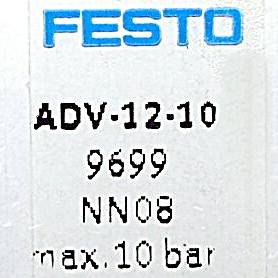 FESTO
ADV-12-10
9699
NN08
max. 10 bar